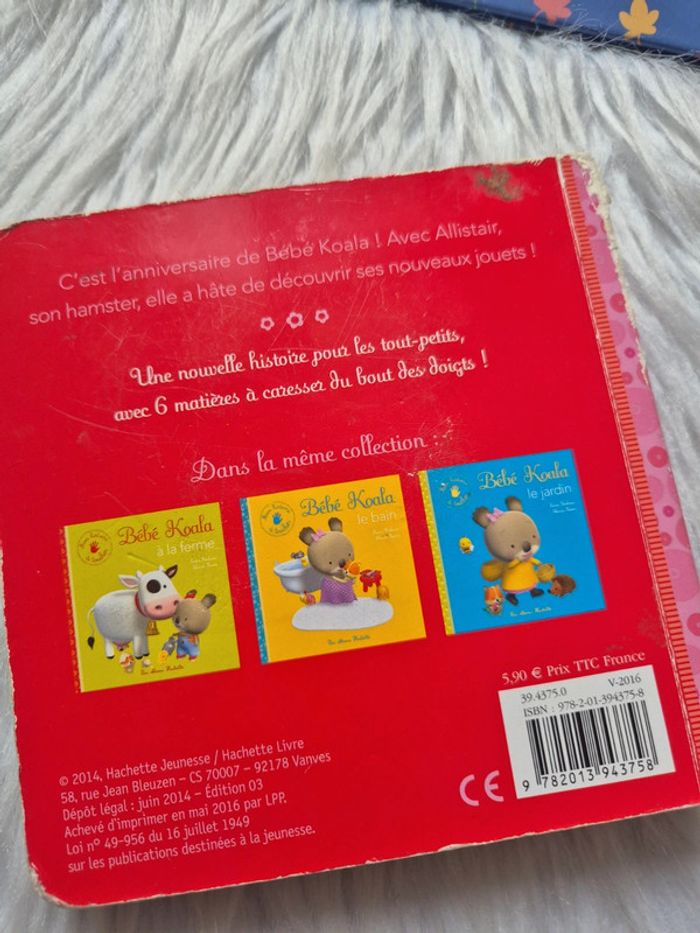 C'est l'anniversaire de Bébé Koala ! Avec Allistair,
son hamster, elle a hâte de découvrir ses nouveaux jouets !
Une nouvelle histoire pour les tout-petits,
avec 6 matières à caresser du bout des doigts !
Dans la même collection
Bébé Koala
à la ferme
Bébé Koala
le bain
Bébé Koala
le jardin
5,90 € Prix TTC France
39.4375.0
V-2016
ISBN : 978-2-01-394375-8
9 782013 943758
CE
© 2014, Hachette Jeunesse / Hachette Livre
58, rue Jean Bleuzen – CS 70007 – 92178 Vanves
Dépôt légal : juin 2014 – Édition 03
Achevé d'imprimer en mai 2016 par LPP.
Loi n° 49-956 du 16 juillet 1949
sur les publications destinées à la jeunesse.